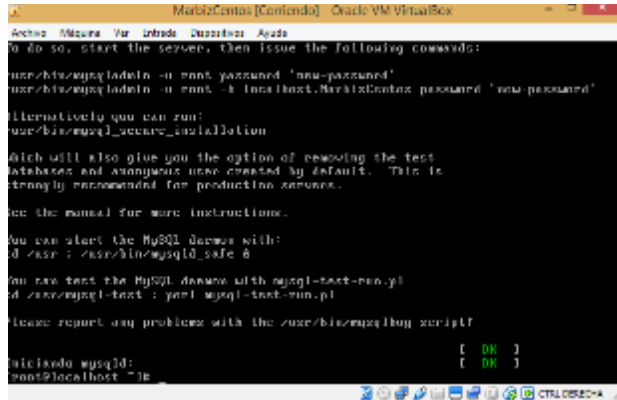 MarbizCentos [Corriendo] - Oracle VM VirtualBox
Archivo Máquina Ver Entrada Dispositivos Ayuda
To do so, start the server, then issue the following commands:
/usr/bin/mysqladmin -u root password 'new-password'
/usr/bin/mysqladmin -u root -h localhost.MarbizCentos password 'new-password'
Alternatively you can run:
/usr/bin/mysql_secure_installation
which will also give you the option of removing the test
databases and anonymous user created by default.  This is
strongly recommended for production servers.
See the manual for more instructions.
You can start the MySQL daemon with:
cd /usr ; /usr/bin/mysqld_safe &
You can test the MySQL daemon with mysql-test-run.pl
cd /usr/mysql-test ; perl mysql-test-run.pl
Please report any problems with the /usr/bin/mysqlbug script!
[ OK ]
Iniciando mysqld: [ OK ]
[root@localhost ~]# _
CTRL DERECHA